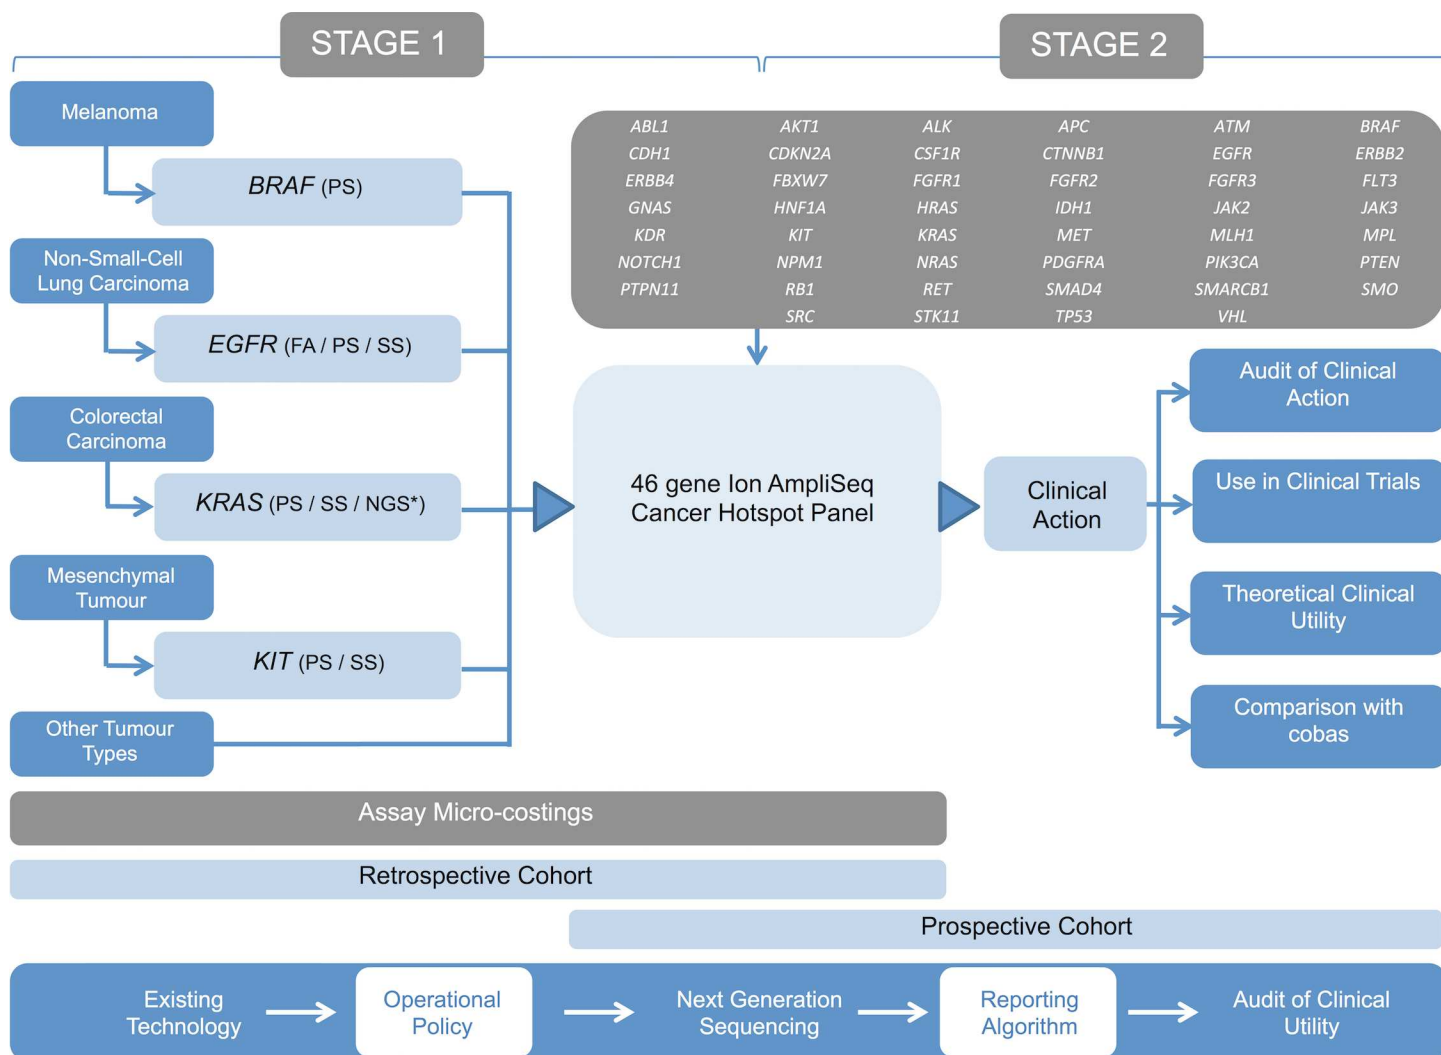 STAGE 1
STAGE 2
Melanoma
BRAF (PS)
Non-Small-Cell
Lung Carcinoma
EGFR (FA / PS / SS)
Colorectal
Carcinoma
KRAS (PS / SS / NGS*)
Mesenchymal
Tumour
KIT (PS / SS)
Other Tumour
Types
ABL1 AKT1 ALK APC ATM BRAF
CDH1 CDKN2A CSF1R CTNNB1 EGFR ERBB2
ERBB4 FBXW7 FGFR1 FGFR2 FGFR3 FLT3
GNAS HNF1A HRAS IDH1 JAK2 JAK3
KDR KIT KRAS MET MLH1 MPL
NOTCH1 NPM1 NRAS PDGFRA PIK3CA PTEN
PTPN11 RB1 RET SMAD4 SMARCB1 SMO
SRC STK11 TP53 VHL
46 gene Ion AmpliSeq
Cancer Hotspot Panel
Clinical
Action
Audit of Clinical
Action
Use in Clinical Trials
Theoretical Clinical
Utility
Comparison with
cobas
Assay Micro-costings
Retrospective Cohort
Prospective Cohort
Existing
Technology
Operational
Policy
Next Generation
Sequencing
Reporting
Algorithm
Audit of Clinical
Utility